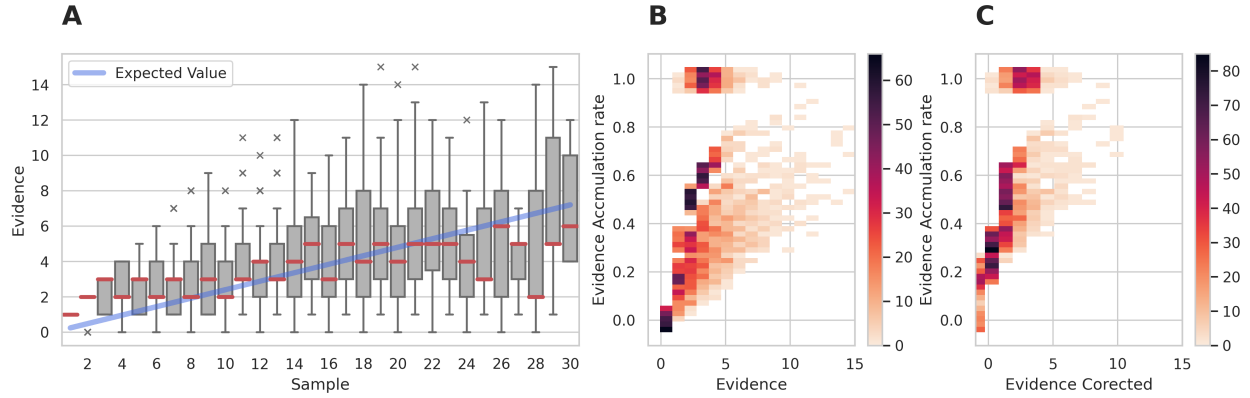 A
Evidence
14
12
10
8
6
4
2
0
Expected Value
2 4 6 8 10 12 14 16 18 20 22 24 26 28 30
Sample
B
Evidence Accmulation rate
1.0
0.8
0.6
0.4
0.2
0.0
0 5 10 15
Evidence
60
50
40
30
20
10
0
C
Evidence Accmulation rate
1.0
0.8
0.6
0.4
0.2
0.0
0 5 10 15
Evidence Corected
80
70
60
50
40
30
20
10
0